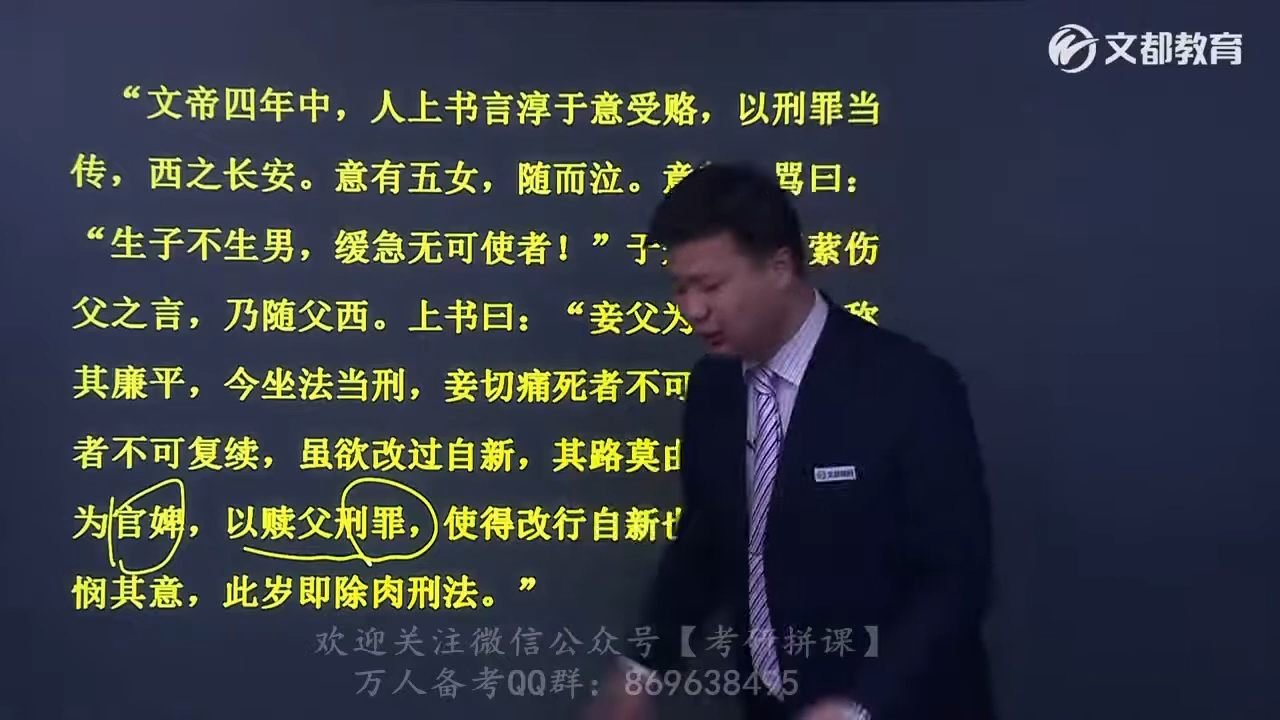 文都教育
“文帝四年中，人上书言淳于意受赂，以刑罪当
传，西之长安。意有五女，随而泣。意 骂曰：
“生子不生男，缓急无可使者！”于 萦伤
父之言，乃随父西。上书曰：“妾父为 称
其廉平，今坐法当刑，妾切痛死者不可
者不可复续，虽欲改过自新，其路莫由
为官婢，以赎父刑罪，使得改行自新也
悯其意，此岁即除肉刑法。”
欢迎关注微信公众号【考研拼课】
万人备考QQ群：869638495